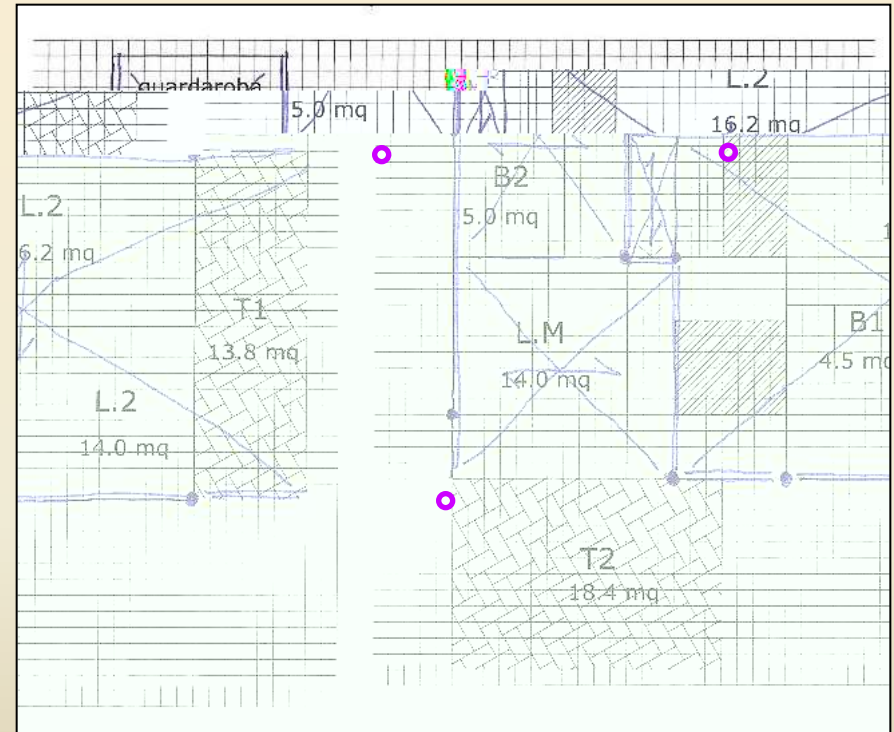 guardaroba
5.0 mq
L.2
16.2 mq
L.2
6.2 mq
B2
5.0 mq
T1
13.8 mq
L.M
14.0 mq
B1
4.5 mq
L.2
14.0 mq
T2
18.4 mq